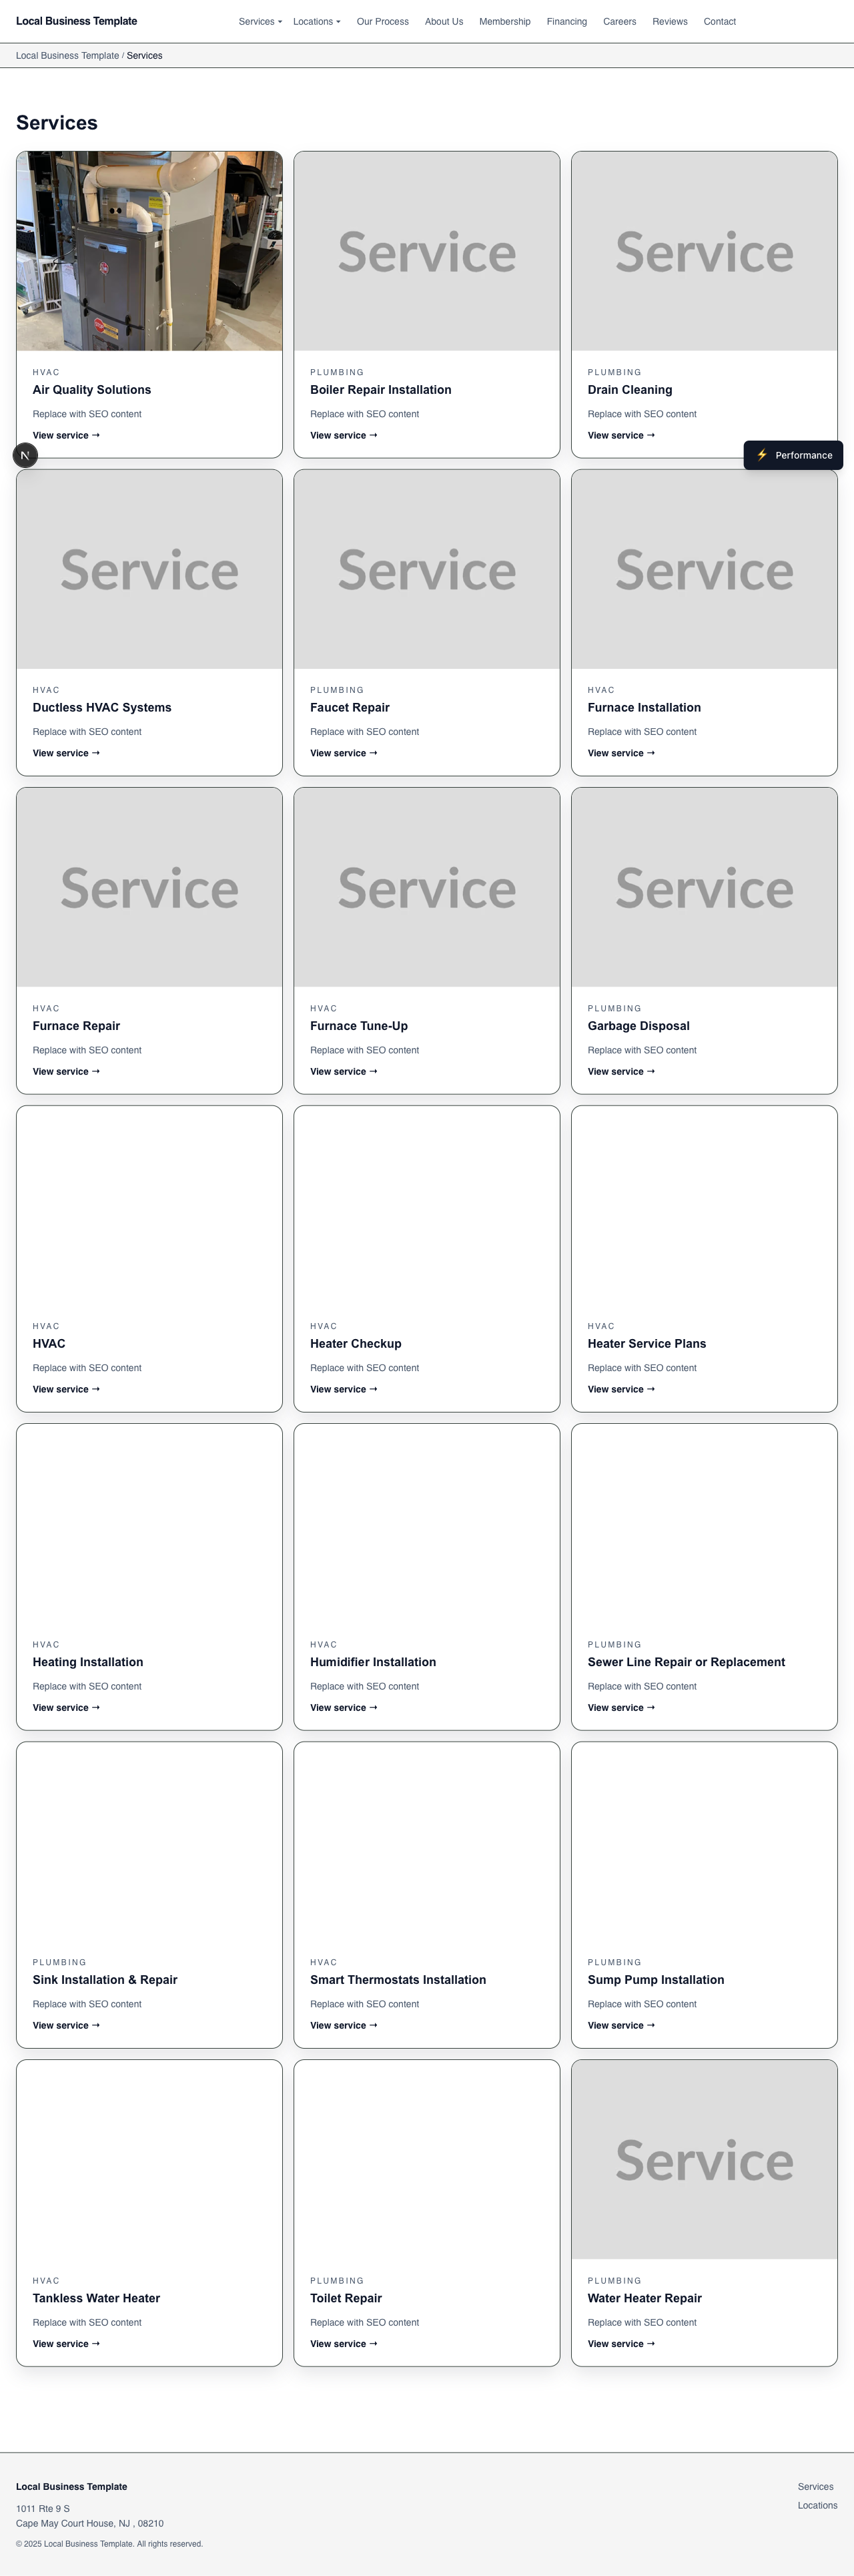 Local Business Template
Services
Locations
Our Process
About Us
Membership
Financing
Careers
Reviews
Contact
Local Business Template / Services
Services
HVAC
Air Quality Solutions
Replace with SEO content
View service →
Service
PLUMBING
Boiler Repair Installation
Replace with SEO content
View service →
Service
PLUMBING
Drain Cleaning
Replace with SEO content
View service →
N
⚡ Performance
Service
HVAC
Ductless HVAC Systems
Replace with SEO content
View service →
Service
PLUMBING
Faucet Repair
Replace with SEO content
View service →
Service
HVAC
Furnace Installation
Replace with SEO content
View service →
Service
HVAC
Furnace Repair
Replace with SEO content
View service →
Service
HVAC
Furnace Tune-Up
Replace with SEO content
View service →
Service
PLUMBING
Garbage Disposal
Replace with SEO content
View service →
HVAC
HVAC
Replace with SEO content
View service →
HVAC
Heater Checkup
Replace with SEO content
View service →
HVAC
Heater Service Plans
Replace with SEO content
View service →
HVAC
Heating Installation
Replace with SEO content
View service →
HVAC
Humidifier Installation
Replace with SEO content
View service →
PLUMBING
Sewer Line Repair or Replacement
Replace with SEO content
View service →
PLUMBING
Sink Installation & Repair
Replace with SEO content
View service →
HVAC
Smart Thermostats Installation
Replace with SEO content
View service →
PLUMBING
Sump Pump Installation
Replace with SEO content
View service →
HVAC
Tankless Water Heater
Replace with SEO content
View service →
PLUMBING
Toilet Repair
Replace with SEO content
View service →
Service
PLUMBING
Water Heater Repair
Replace with SEO content
View service →
Local Business Template
1011 Rte 9 S
Cape May Court House, NJ , 08210
© 2025 Local Business Template. All rights reserved.
Services
Locations